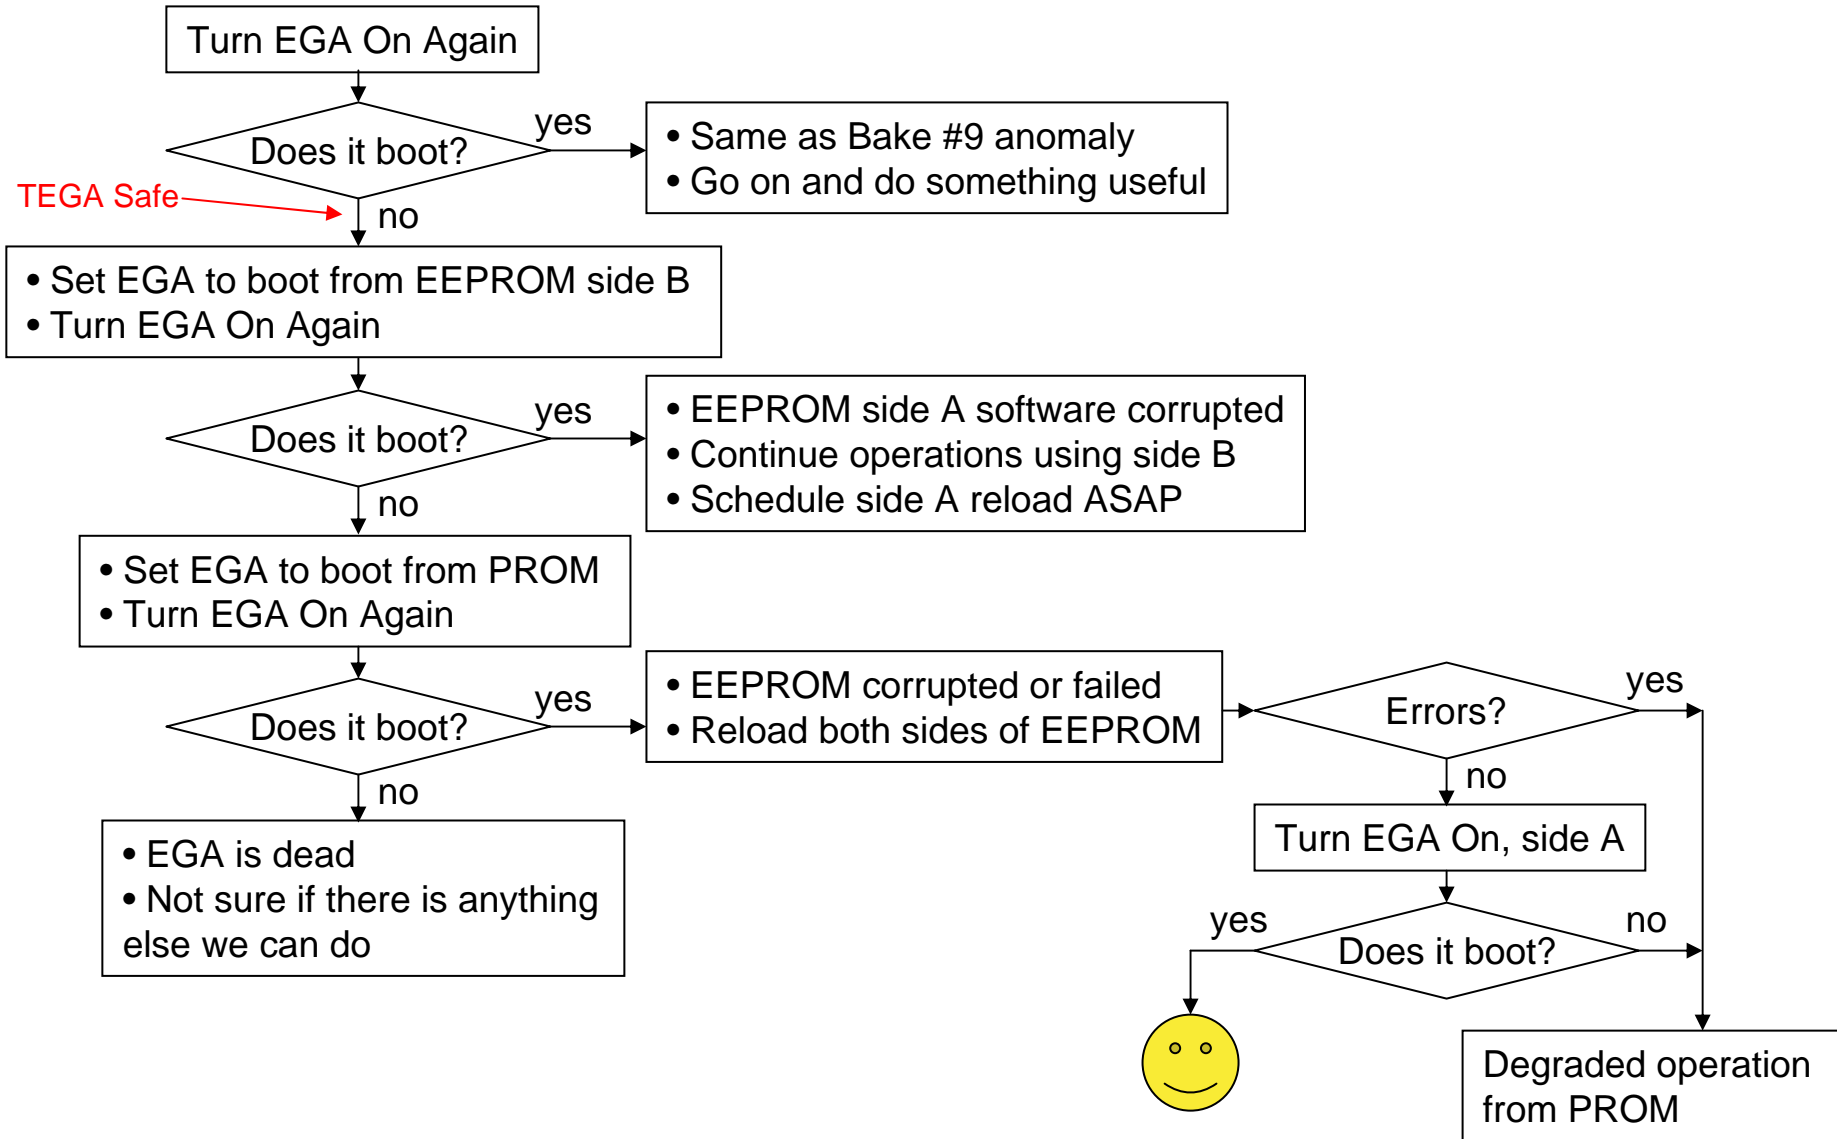 Turn EGA On Again
Does it boot?
yes
• Same as Bake #9 anomaly
• Go on and do something useful
TEGA Safe
no
• Set EGA to boot from EEPROM side B
• Turn EGA On Again
Does it boot?
yes
• EEPROM side A software corrupted
• Continue operations using side B
• Schedule side A reload ASAP
no
• Set EGA to boot from PROM
• Turn EGA On Again
Does it boot?
yes
• EEPROM corrupted or failed
• Reload both sides of EEPROM
Errors?
yes
no
no
• EGA is dead
• Not sure if there is anything
else we can do
Turn EGA On, side A
Does it boot?
yes
no
Degraded operation
from PROM